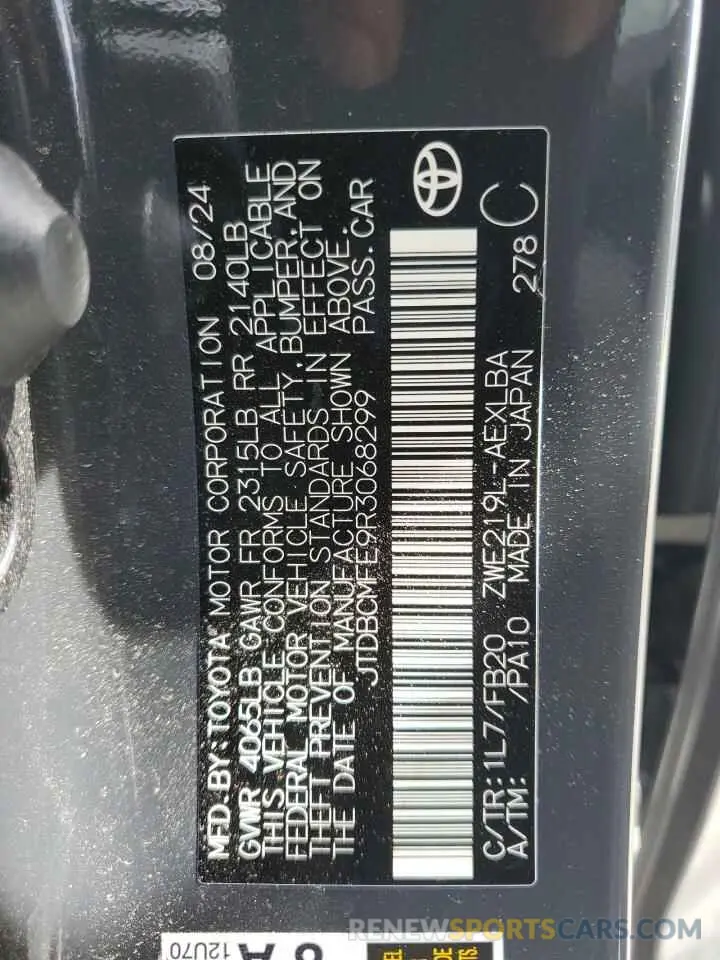 MFD. BY: TOYOTA MOTOR CORPORATION 08/24
GVWR 4065LB GAWR FR 2315LB RR 2140LB
THIS VEHICLE CONFORMS TO ALL APPLICABLE
FEDERAL MOTOR VEHICLE SAFETY, BUMPER, AND
THEFT PREVENTION STANDARDS IN EFFECT ON
THE DATE OF MANUFACTURE SHOWN ABOVE.
JTDBCMFE9R3068299 PASS. CAR
C/TR: 1L7/FB20 ZWE219L-AEXLBA 278 C
A/TM: /PA10 MADE IN JAPAN
12U70
RENEWSPORTSCARS.COM